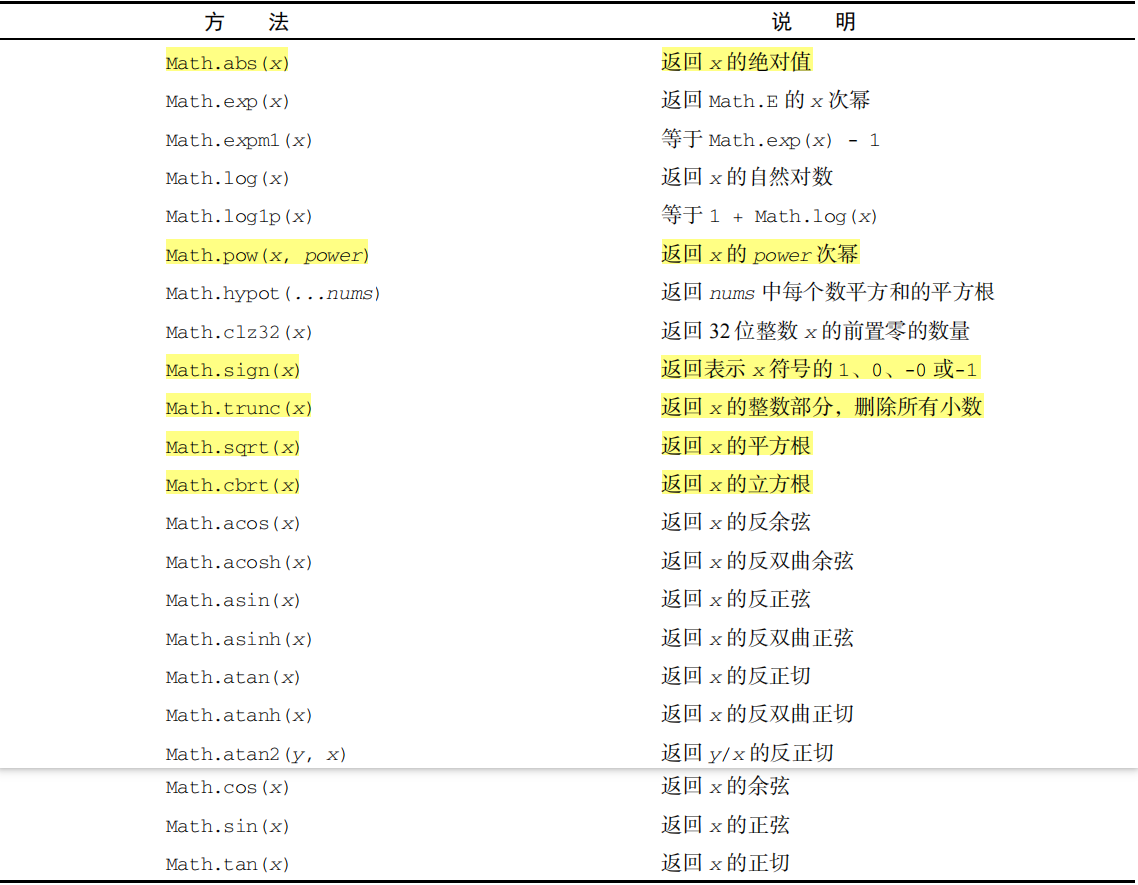 方 法 说 明
Math.abs(x) 返回 x 的绝对值
Math.exp(x) 返回 Math.E 的 x 次幂
Math.expm1(x) 等于 Math.exp(x) - 1
Math.log(x) 返回 x 的自然对数
Math.log1p(x) 等于 1 + Math.log(x)
Math.pow(x, power) 返回 x 的 power 次幂
Math.hypot(...nums) 返回 nums 中每个数平方和的平方根
Math.clz32(x) 返回 32 位整数 x 的前置零的数量
Math.sign(x) 返回表示 x 符号的 1、0、-0 或-1
Math.trunc(x) 返回 x 的整数部分，删除所有小数
Math.sqrt(x) 返回 x 的平方根
Math.cbrt(x) 返回 x 的立方根
Math.acos(x) 返回 x 的反余弦
Math.acosh(x) 返回 x 的反双曲余弦
Math.asin(x) 返回 x 的反正弦
Math.asinh(x) 返回 x 的反双曲正弦
Math.atan(x) 返回 x 的反正切
Math.atanh(x) 返回 x 的反双曲正切
Math.atan2(y, x) 返回 y/x 的反正切
Math.cos(x) 返回 x 的余弦
Math.sin(x) 返回 x 的正弦
Math.tan(x) 返回 x 的正切